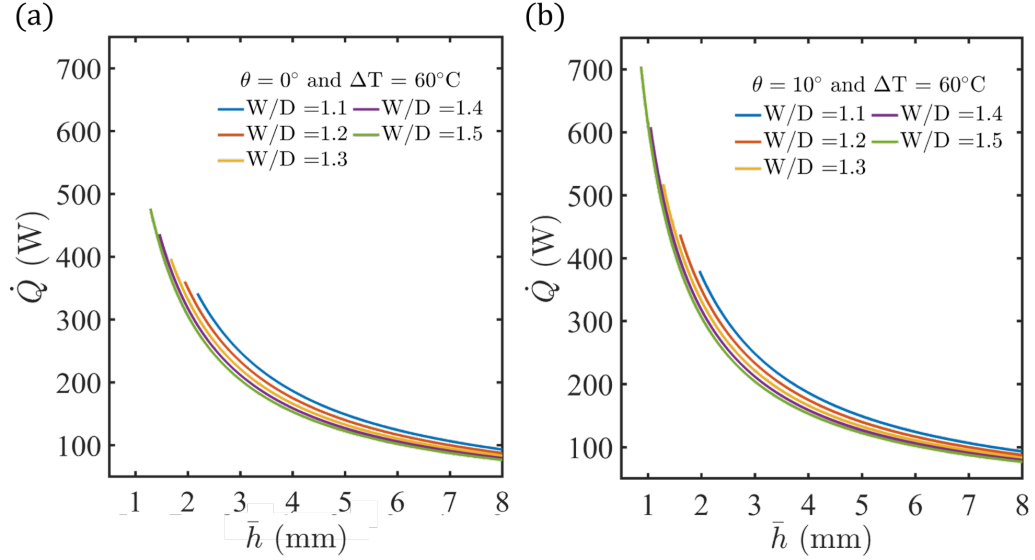 (a)
700
600
500
400
300
200
100
Q̇ (W)
θ = 0° and ΔT = 60°C
W/D =1.1 W/D =1.4
W/D =1.2 W/D =1.5
W/D =1.3
1 2 3 4 5 6 7 8
h̄ (mm)
(b)
700
600
500
400
300
200
100
Q̇ (W)
θ = 10° and ΔT = 60°C
W/D =1.1 W/D =1.4
W/D =1.2 W/D =1.5
W/D =1.3
1 2 3 4 5 6 7 8
h̄ (mm)